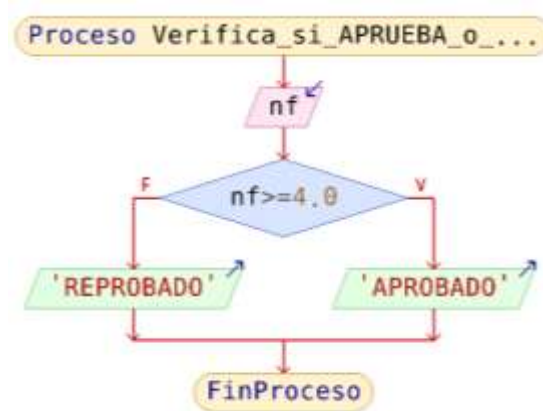 Proceso Verifica_si_APRUEBA_o_...
nf
F
V
nf>=4.0
'REPROBADO'
'APROBADO'
FinProceso